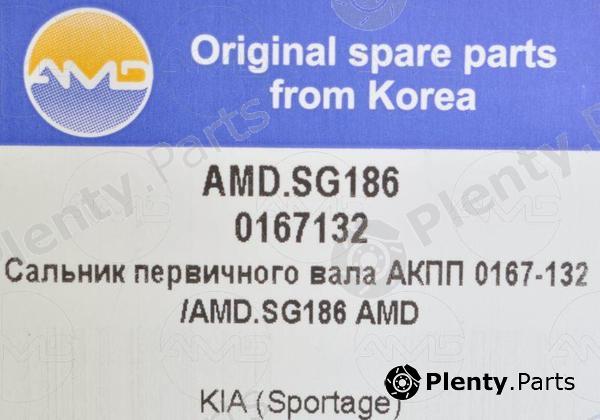 AMD
Original spare parts
from Korea
AMD.SG186
0167132
Сальник первичного вала АКПП 0167-132
/AMD.SG186 AMD
KIA (Sportage)
Plenty.Parts